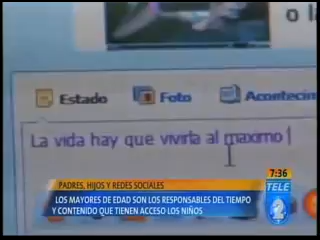 o la
Estado
Foto
Acontecim
La vida hay que vivirla al maximo
7:36
TELE
PADRES, HIJOS Y REDES SOCIALES
LOS MAYORES DE EDAD SON LOS RESPONSABLES DEL TIEMPO
Y CONTENIDO QUE TIENEN ACCESO LOS NIÑOS